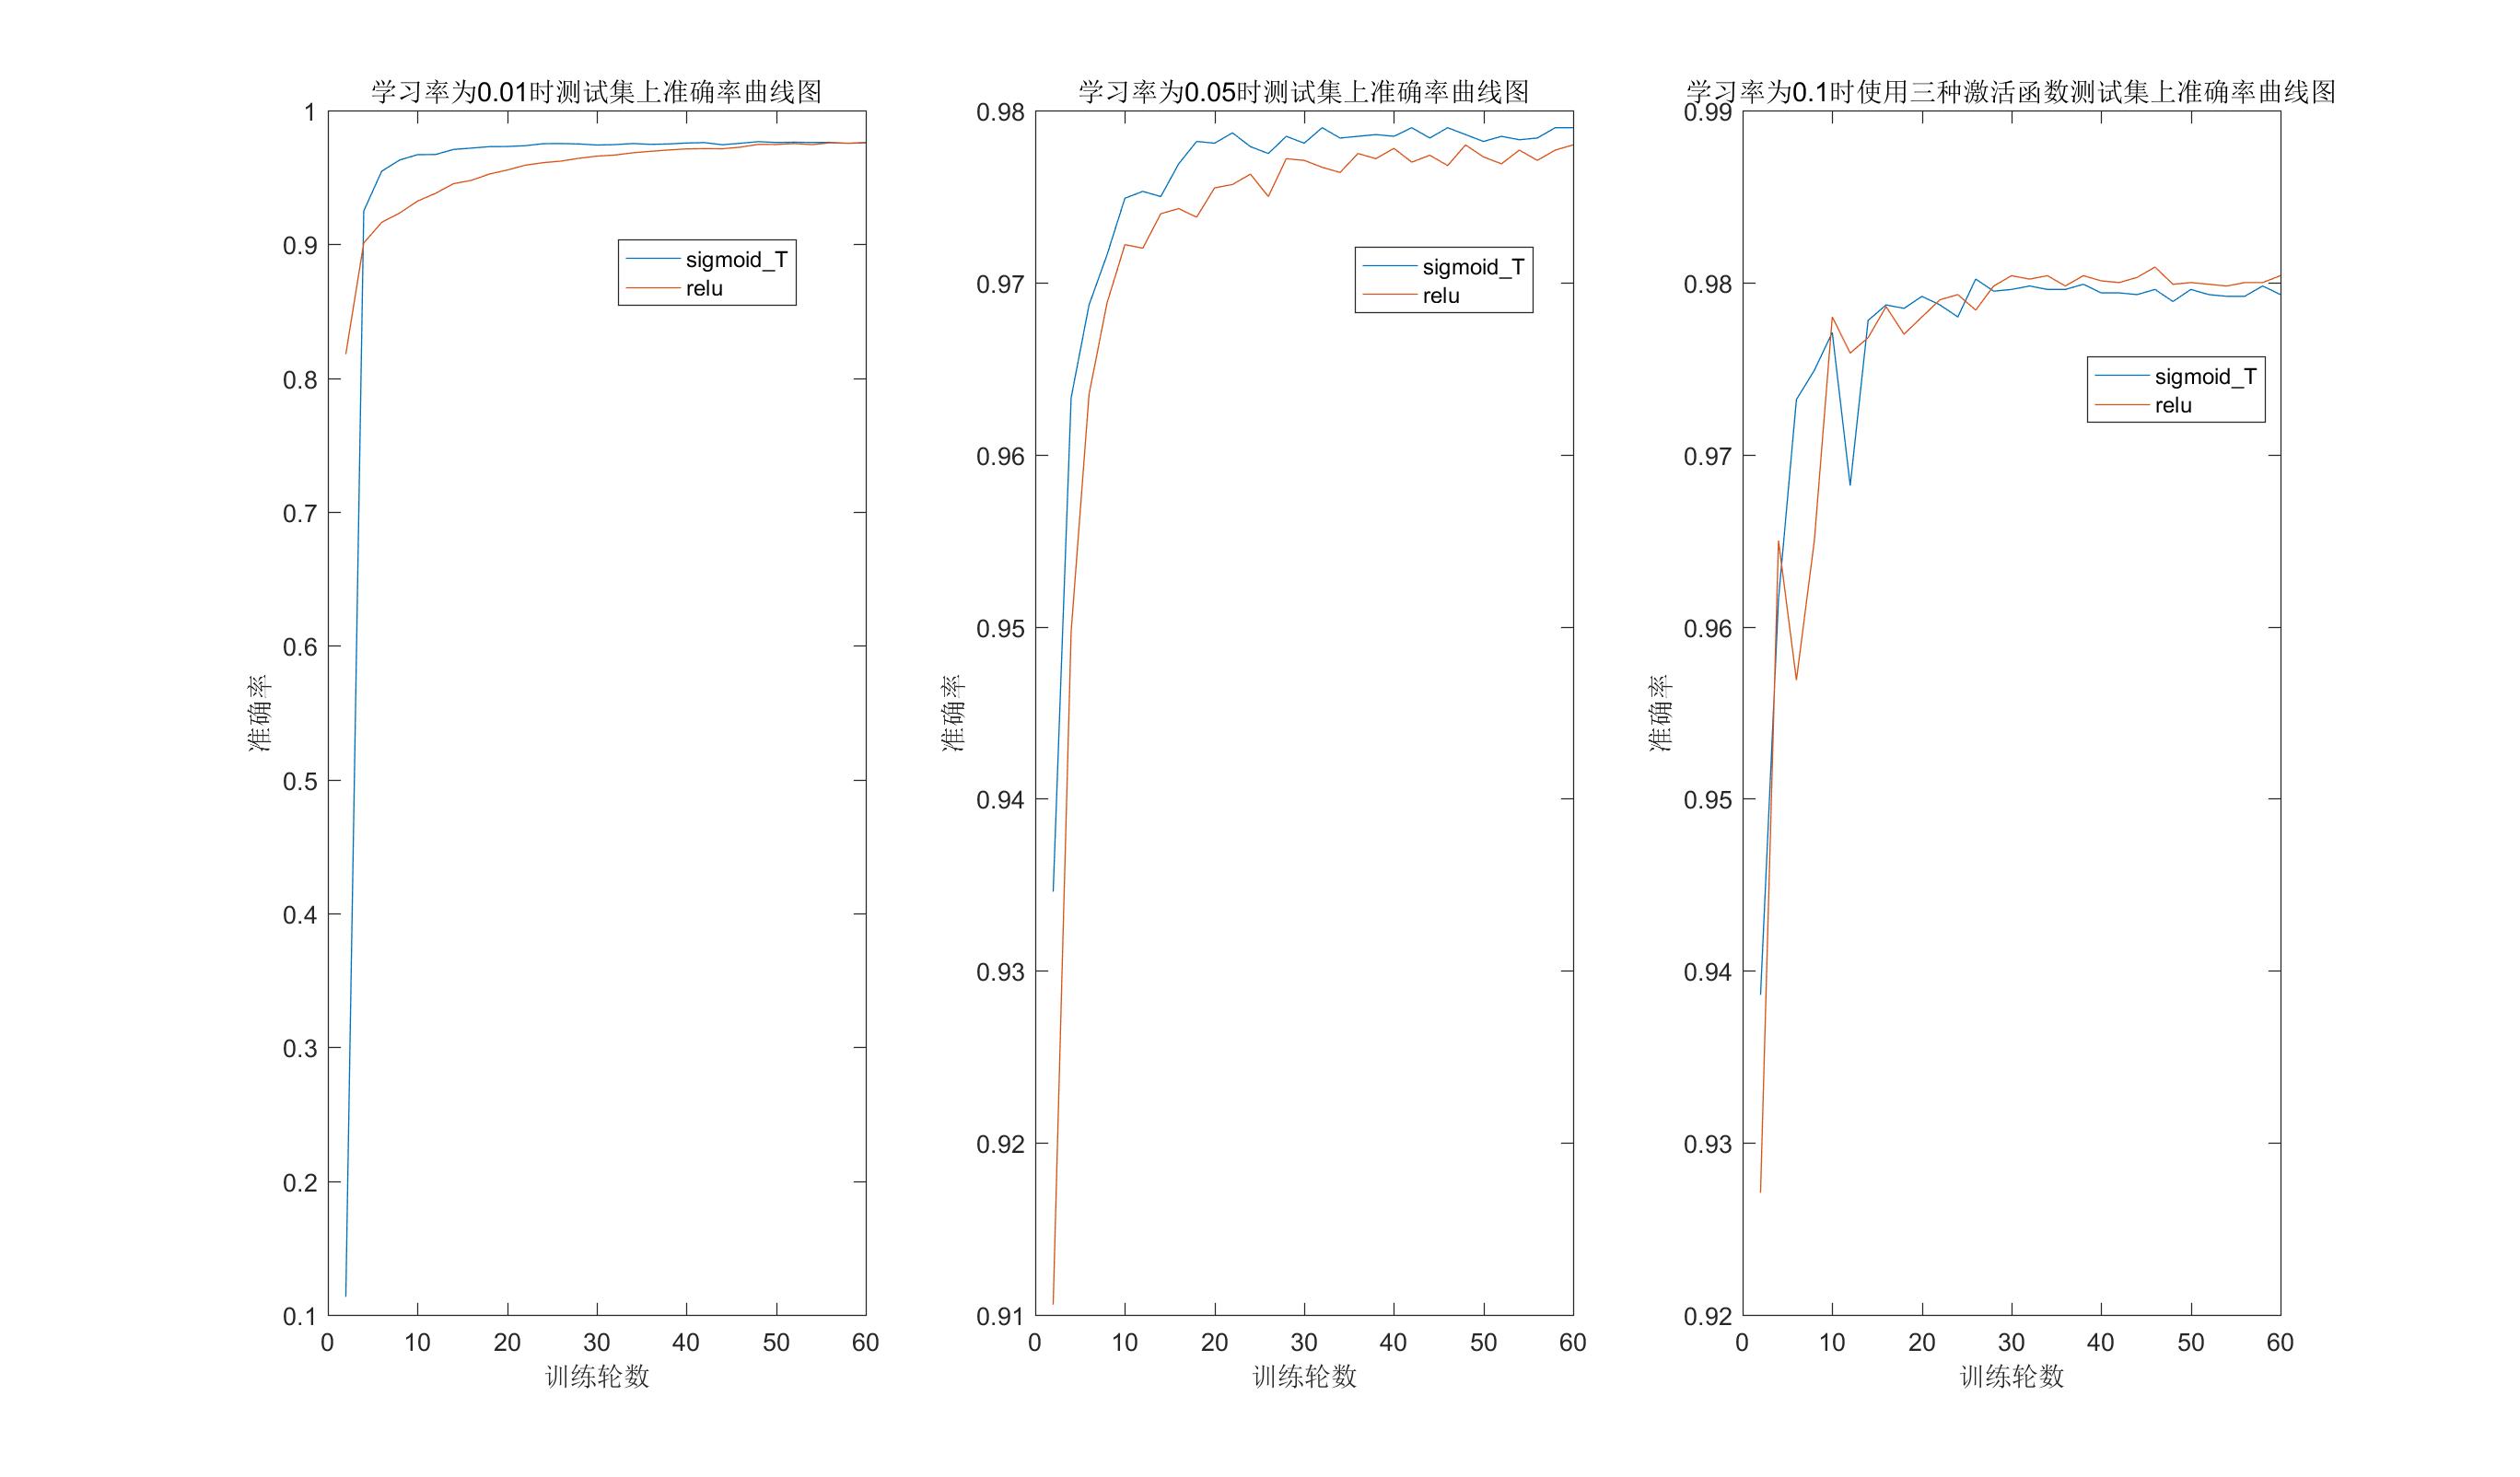 学习率为0.01时测试集上准确率曲线图
1
0.9
0.8
0.7
0.6
0.5
0.4
0.3
0.2
0.1
准确率
sigmoid_T
relu
0 10 20 30 40 50 60
训练轮数
学习率为0.05时测试集上准确率曲线图
0.98
0.97
0.96
0.95
0.94
0.93
0.92
0.91
准确率
sigmoid_T
relu
0 10 20 30 40 50 60
训练轮数
学习率为0.1时使用三种激活函数测试集上准确率曲线图
0.99
0.98
0.97
0.96
0.95
0.94
0.93
0.92
准确率
sigmoid_T
relu
0 10 20 30 40 50 60
训练轮数